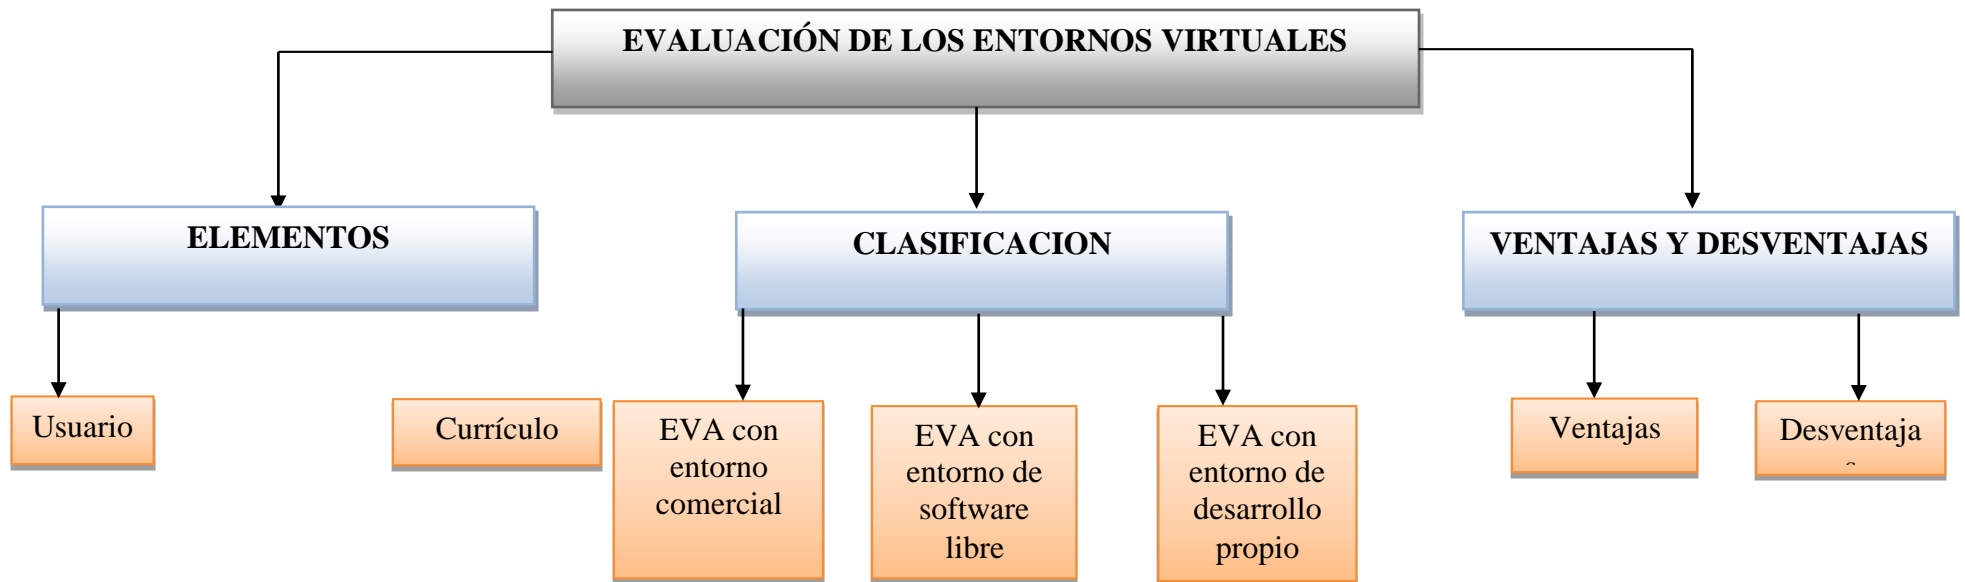 EVALUACIÓN DE LOS ENTORNOS VIRTUALES
ELEMENTOS
CLASIFICACION
VENTAJAS Y DESVENTAJAS
Usuario
Currículo
EVA con
entorno
comercial
EVA con
entorno de
software
libre
EVA con
entorno de
desarrollo
propio
Ventajas
Desventaja
s